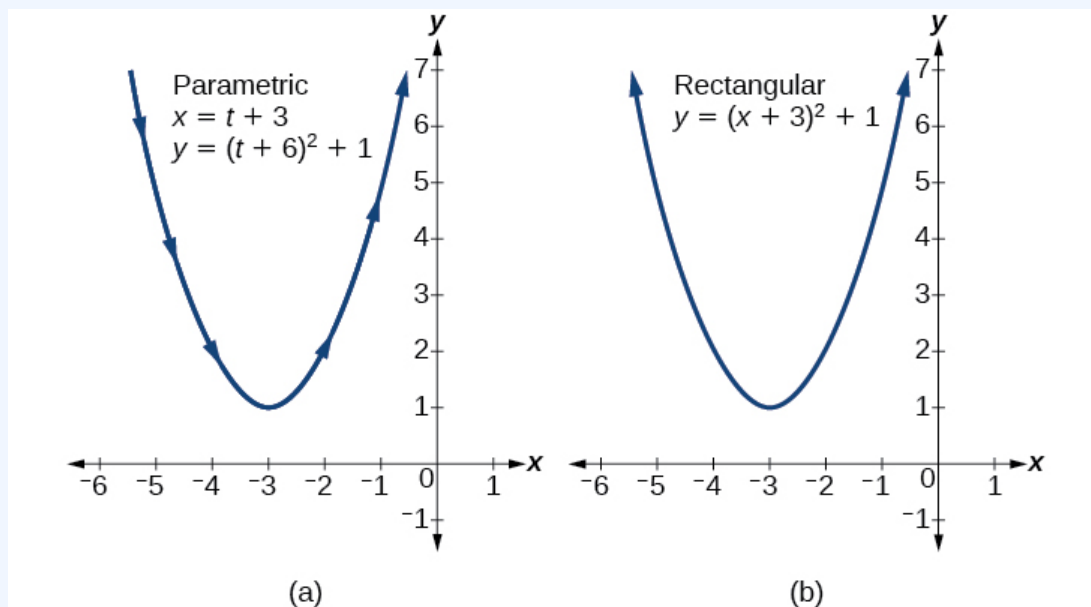 y
7
Parametric
x = t + 3
y = (t + 6)² + 1
6
5
4
3
2
1
x
−6 −5 −4 −3 −2 −1 0 1
−1
(a)
y
7
Rectangular
y = (x + 3)² + 1
6
5
4
3
2
1
x
−6 −5 −4 −3 −2 −1 0 1
−1
(b)